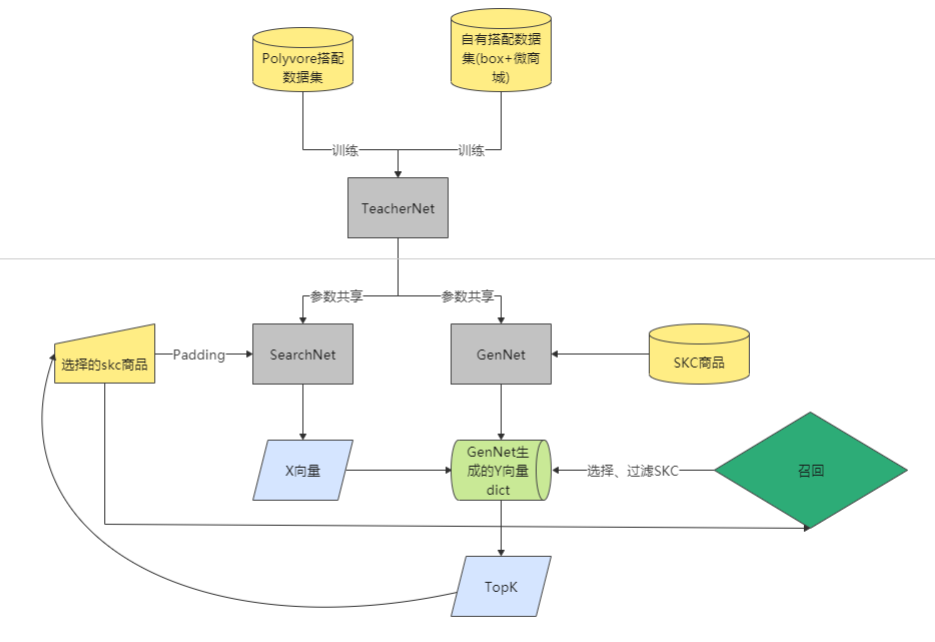 Polyvore搭配
数据集
自有搭配数据
集(box+微商
城)
训练
训练
TeacherNet
参数共享
参数共享
选择的skc商品
Padding
SearchNet
GenNet
SKC商品
X向量
GenNet生
成的Y向量
dict
选择、过滤SKC
召回
TopK